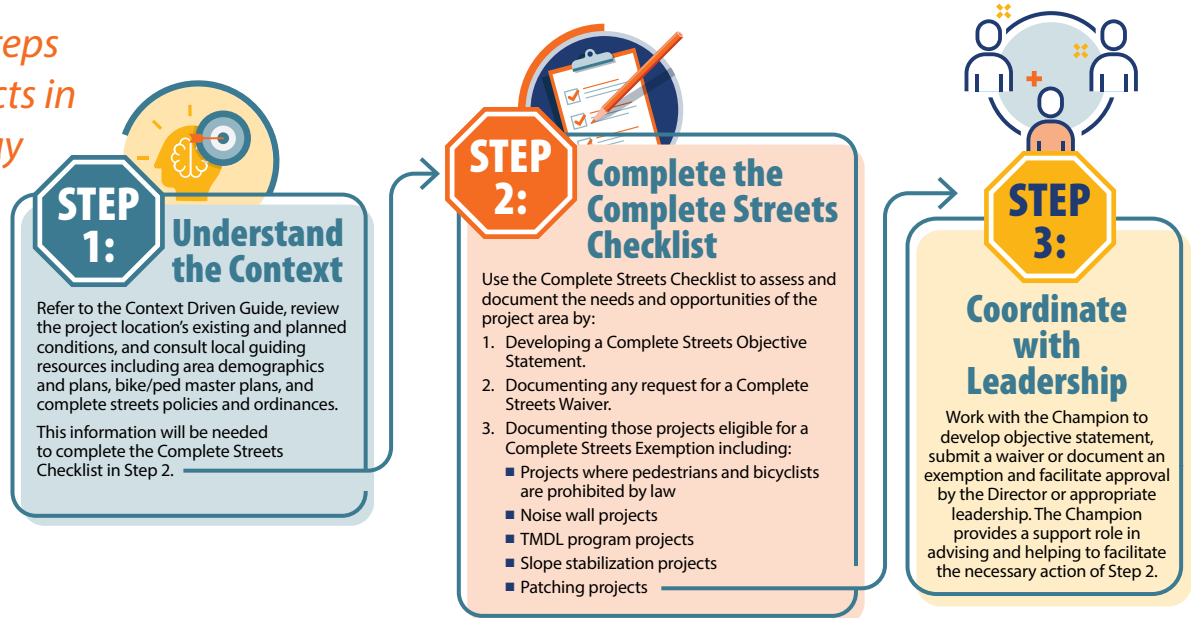 cts in
STEP
1:
Understand
the Context
Refer to the Context Driven Guide, review
the project location's existing and planned
conditions, and consult local guiding
resources including area demographics
and plans, bike/ped master plans, and
complete streets policies and ordinances.
This information will be needed
to complete the Complete Streets
Checklist in Step 2.
STEP
2:
Complete the
Complete Streets
Checklist
Use the Complete Streets Checklist to assess and
document the needs and opportunities of the
project area by:
1. Developing a Complete Streets Objective
Statement.
2. Documenting any request for a Complete
Streets Waiver.
3. Documenting those projects eligible for a
Complete Streets Exemption including:
■ Projects where pedestrians and bicyclists
are prohibited by law
■ Noise wall projects
■ TMDL program projects
■ Slope stabilization projects
■ Patching projects
STEP
3:
Coordinate
with
Leadership
Work with the Champion to
develop objective statement,
submit a waiver or document an
exemption and facilitate approval
by the Director or appropriate
leadership. The Champion
provides a support role in
advising and helping to facilitate
the necessary action of Step 2.